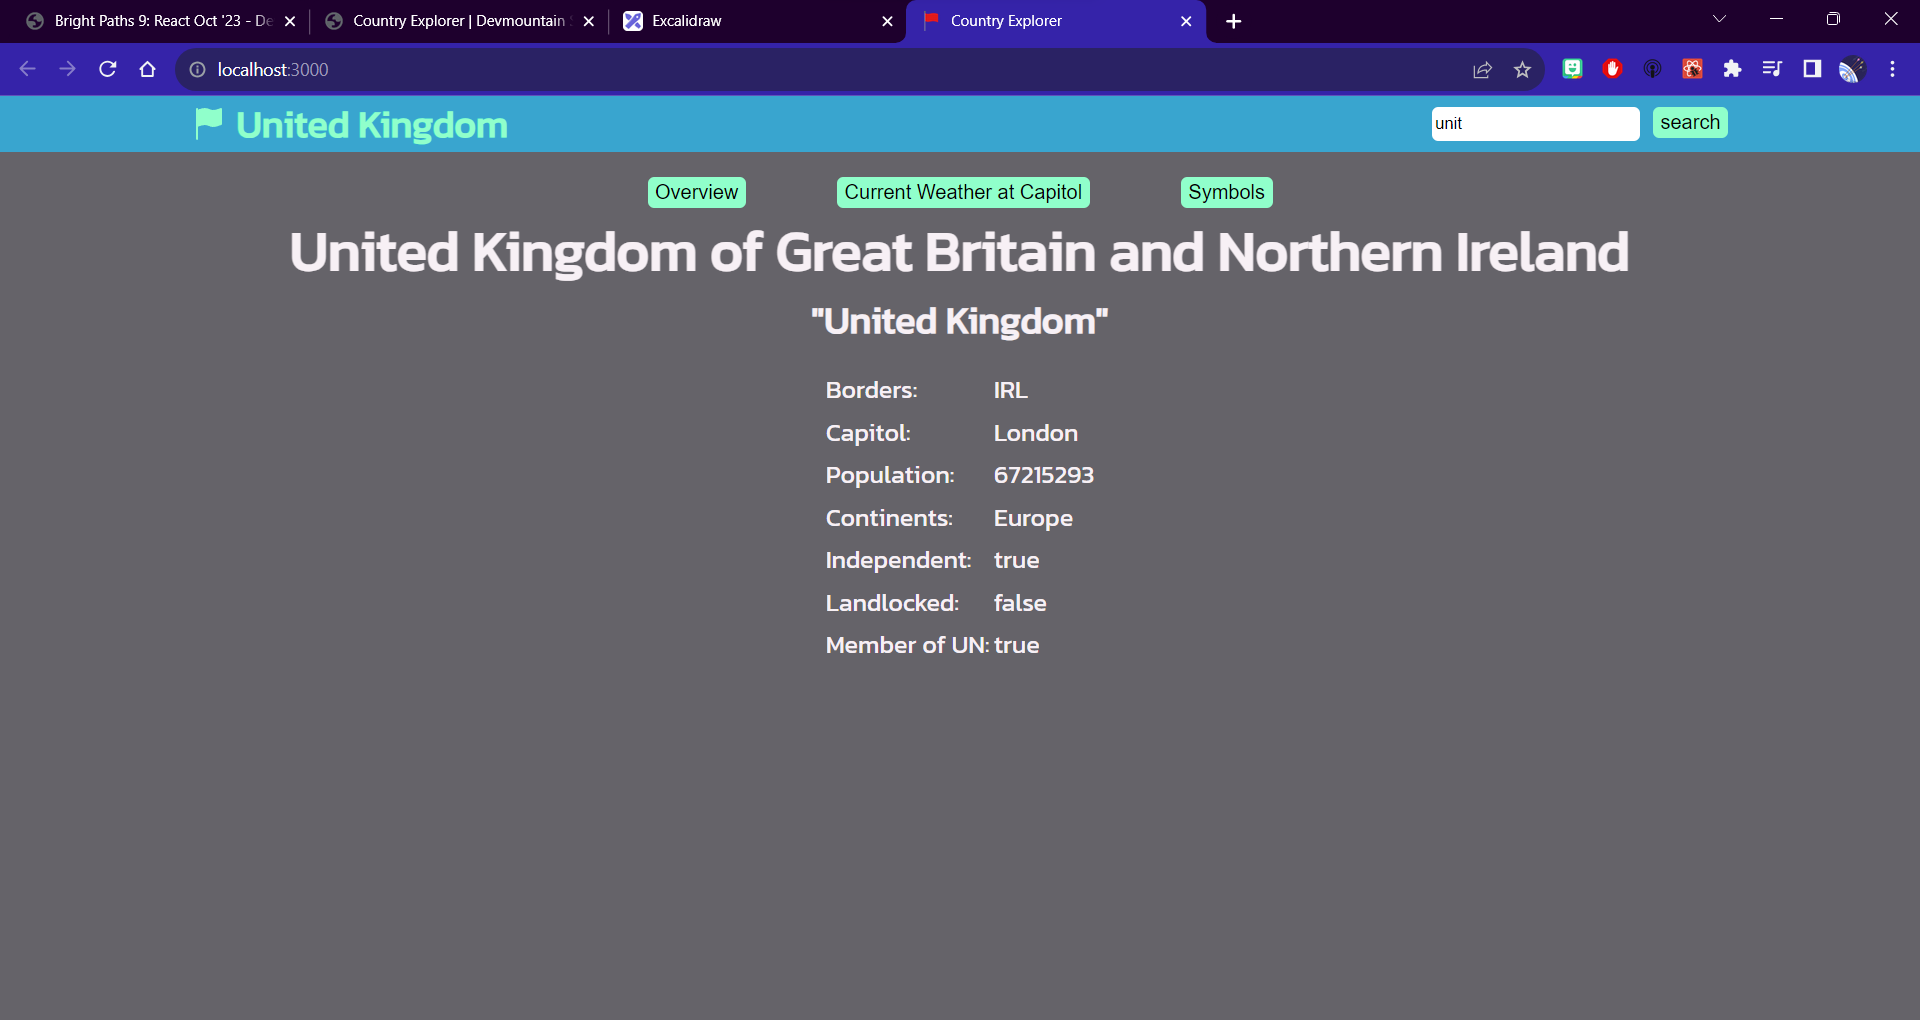 Bright Paths 9: React Oct '23 - De
Country Explorer | Devmountain
Excalidraw
Country Explorer
localhost:3000
United Kingdom
unit
search
Overview
Current Weather at Capitol
Symbols
United Kingdom of Great Britain and Northern Ireland
"United Kingdom"
Borders: IRL
Capitol: London
Population: 67215293
Continents: Europe
Independent: true
Landlocked: false
Member of UN: true